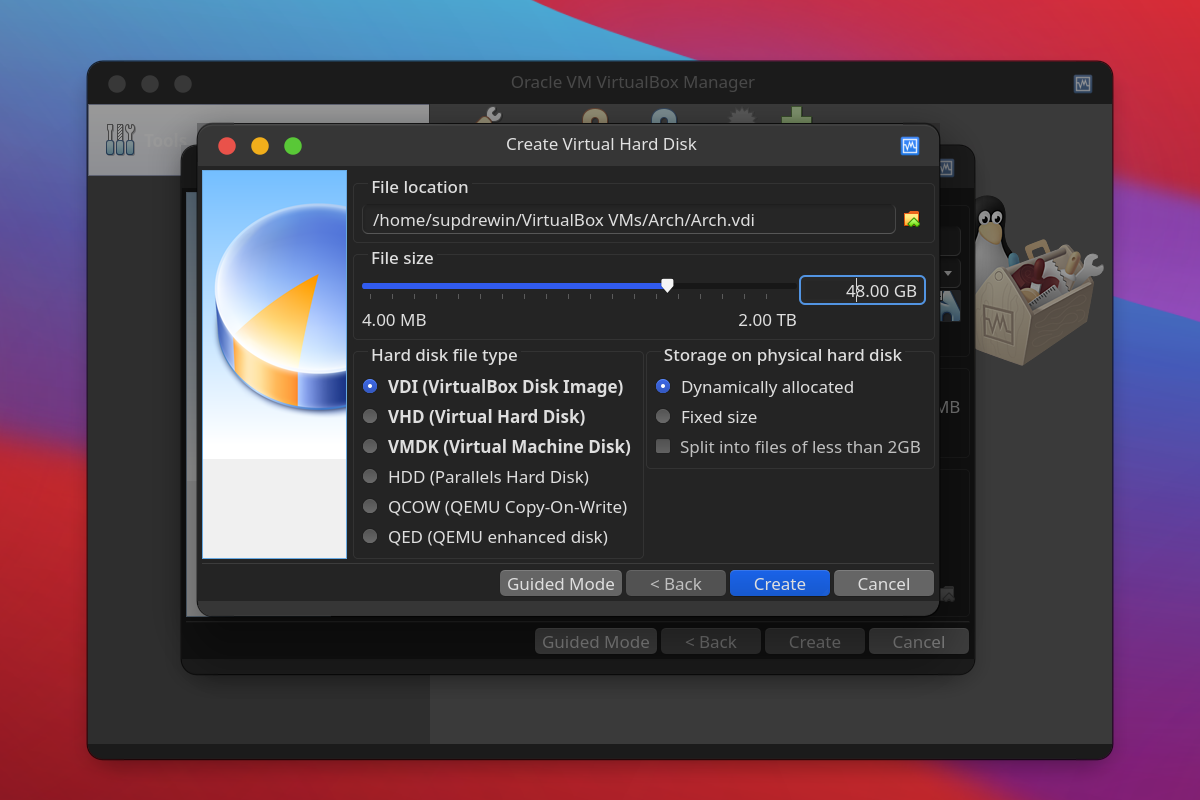 Oracle VM VirtualBox Manager
Tools
Create Virtual Hard Disk
File location
/home/supdrewin/VirtualBox VMs/Arch/Arch.vdi
File size
48.00 GB
4.00 MB 2.00 TB
Hard disk file type
Storage on physical hard disk
VDI (VirtualBox Disk Image)
VHD (Virtual Hard Disk)
VMDK (Virtual Machine Disk)
HDD (Parallels Hard Disk)
QCOW (QEMU Copy-On-Write)
QED (QEMU enhanced disk)
Dynamically allocated
Fixed size
Split into files of less than 2GB
MB
Guided Mode < Back Create Cancel
Guided Mode < Back Create Cancel